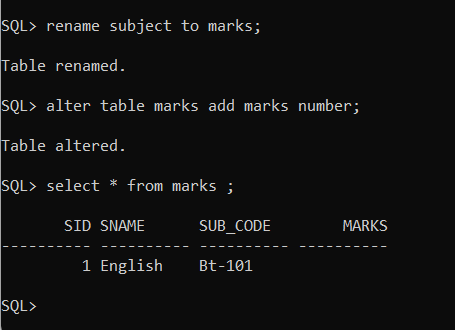 SQL> rename subject to marks;
Table renamed.
SQL> alter table marks add marks number;
Table altered.
SQL> select * from marks ;
       SID SNAME      SUB_CODE        MARKS
---------- ---------- ---------- ----------
         1 English    Bt-101
SQL>